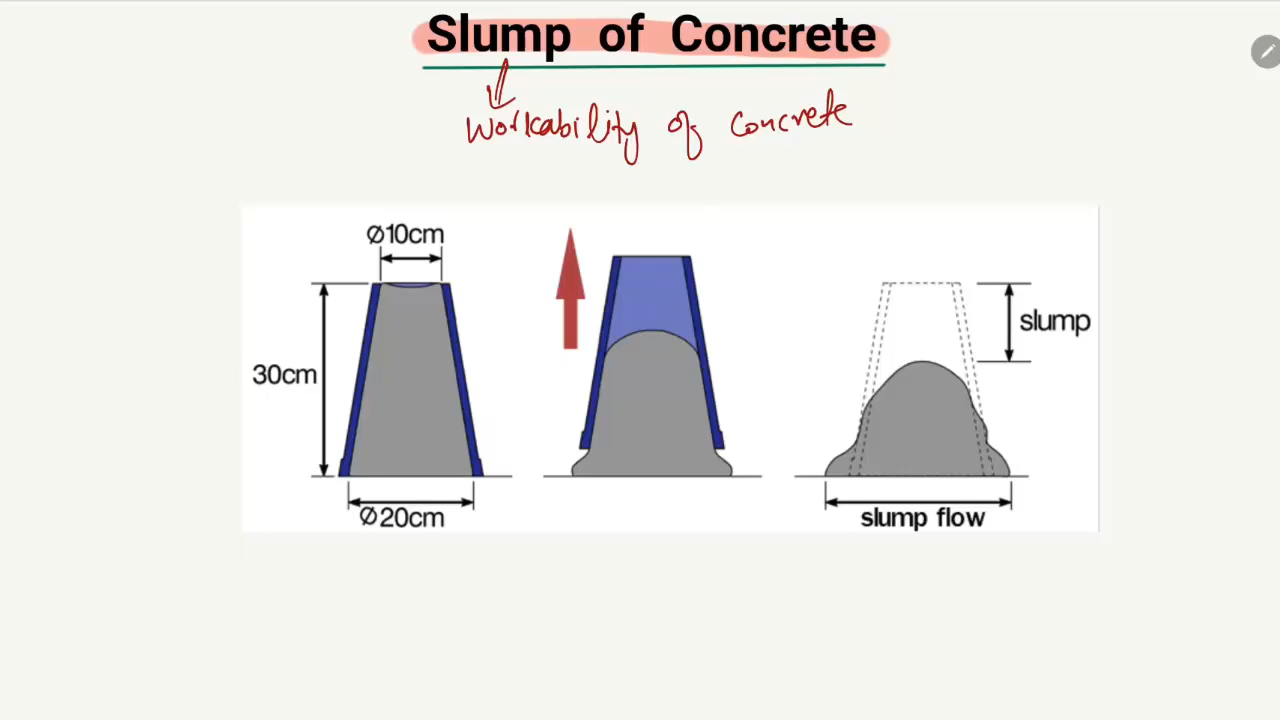 Slump of Concrete
Workability of concrete
Ø10cm
30cm
Ø20cm
slump
slump flow